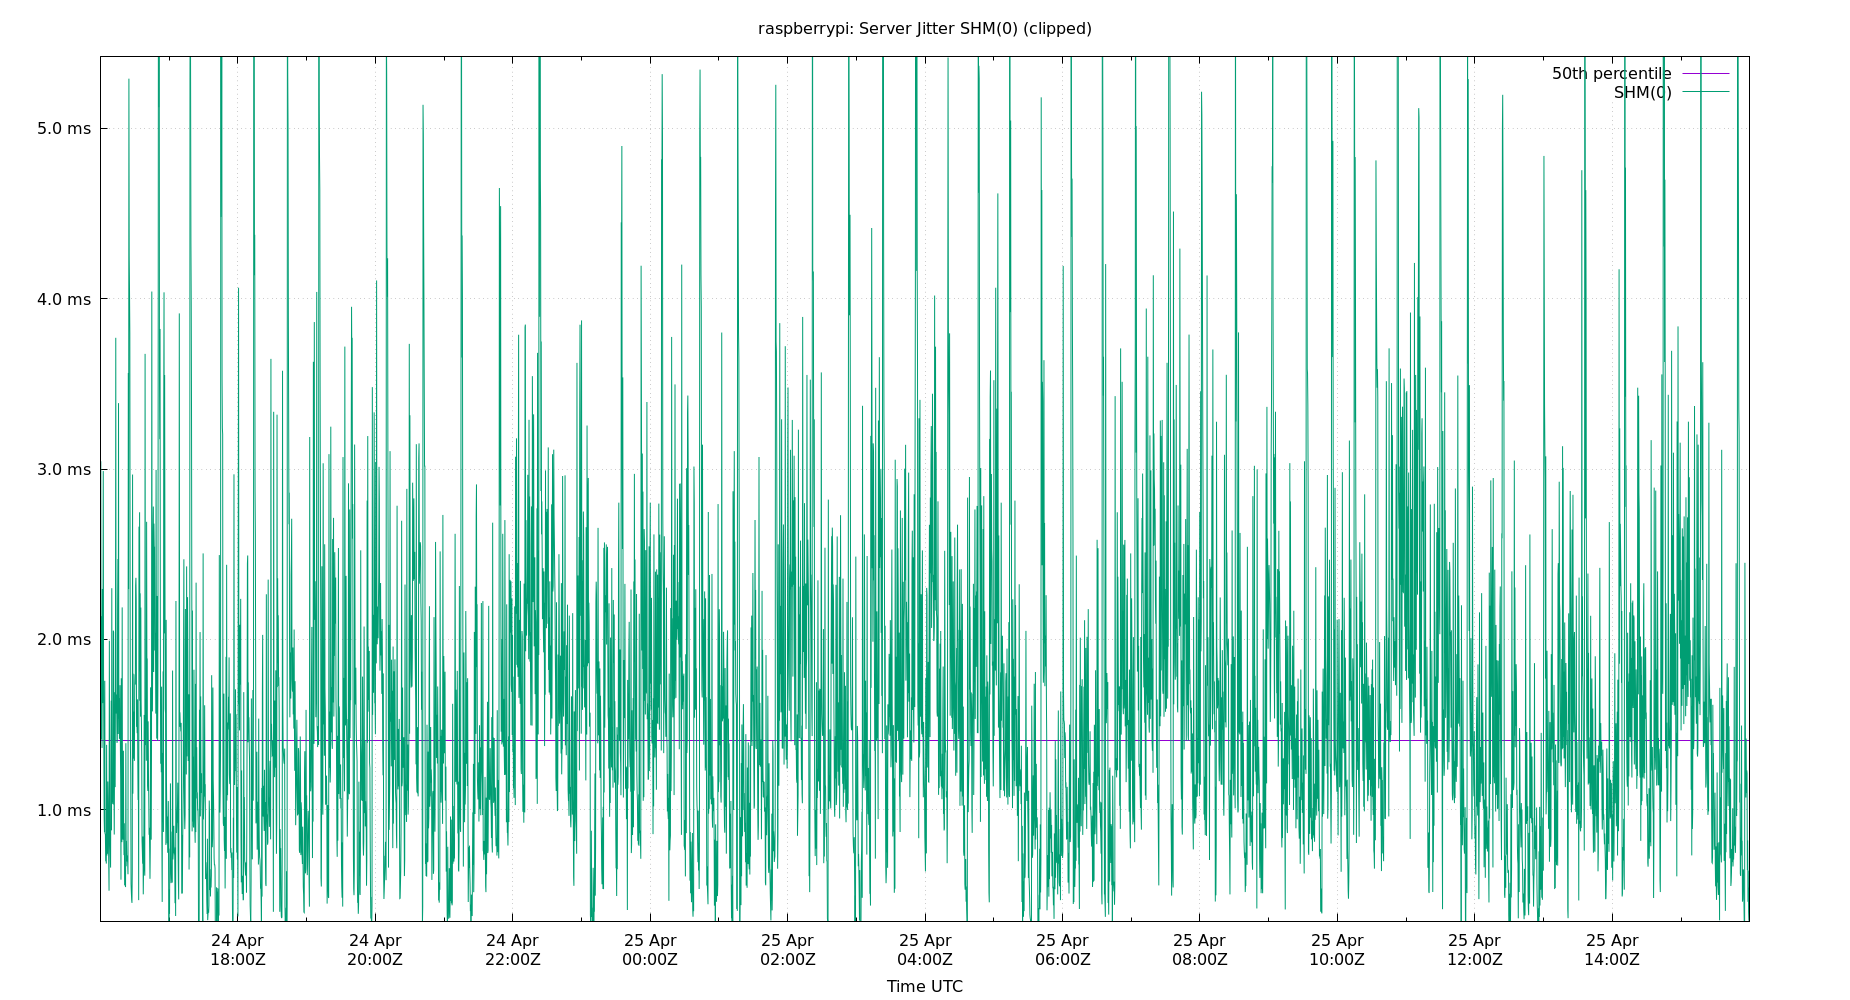 raspberrypi: Server Jitter SHM(0) (clipped)
50th percentile
SHM(0)
5.0 ms
4.0 ms
3.0 ms
2.0 ms
1.0 ms
24 Apr 24 Apr 24 Apr 25 Apr 25 Apr 25 Apr 25 Apr 25 Apr 25 Apr 25 Apr 25 Apr
18:00Z 20:00Z 22:00Z 00:00Z 02:00Z 04:00Z 06:00Z 08:00Z 10:00Z 12:00Z 14:00Z
Time UTC